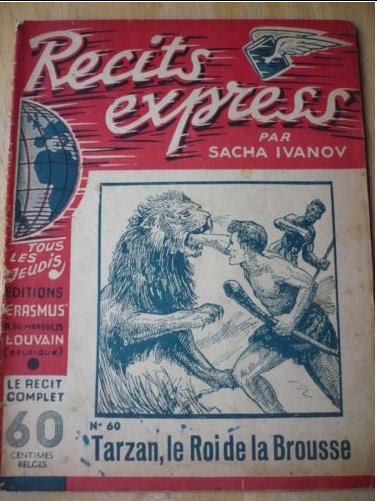 Recits
express
PAR
SACHA IVANOV
TOUS
LES
JEUDIS
EDITIONS
"ERASMUS"
LOUVAIN
(BELGIQUE)
LE RECIT
COMPLET
60
CENTIMES
BELGES
N° 60
Tarzan, le Roi de la Brousse